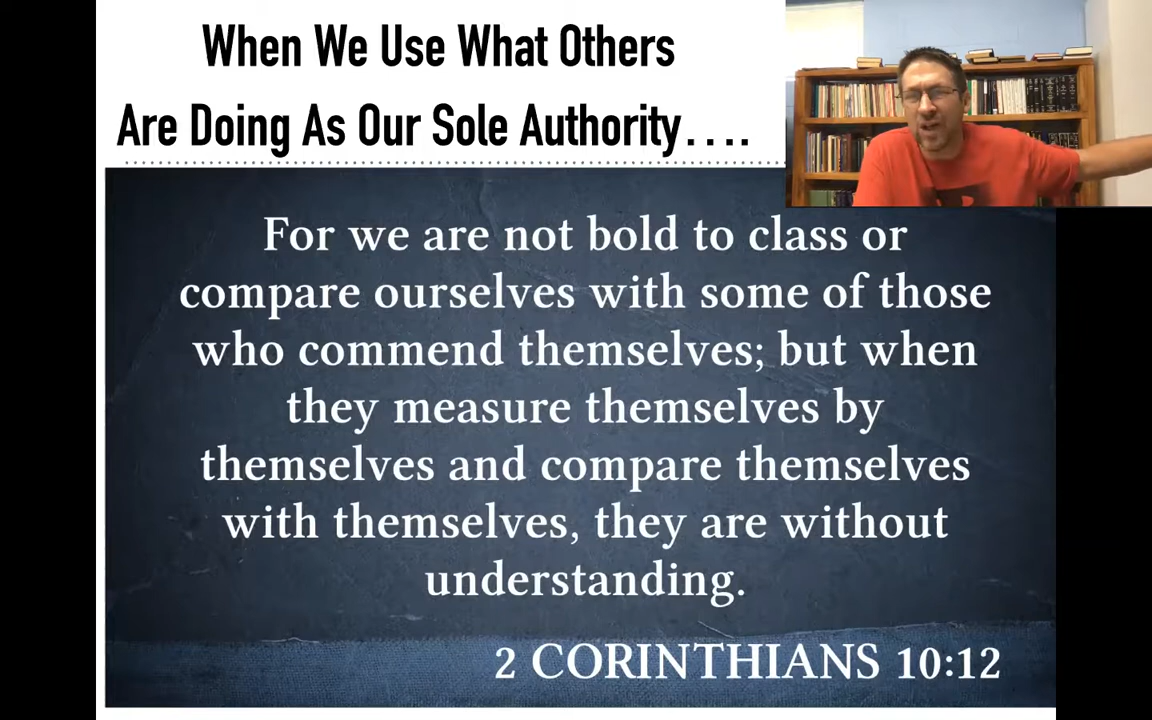 When We Use What Others
Are Doing As Our Sole Authority....
For we are not bold to class or
compare ourselves with some of those
who commend themselves; but when
they measure themselves by
themselves and compare themselves
with themselves, they are without
understanding.
2 CORINTHIANS 10:12